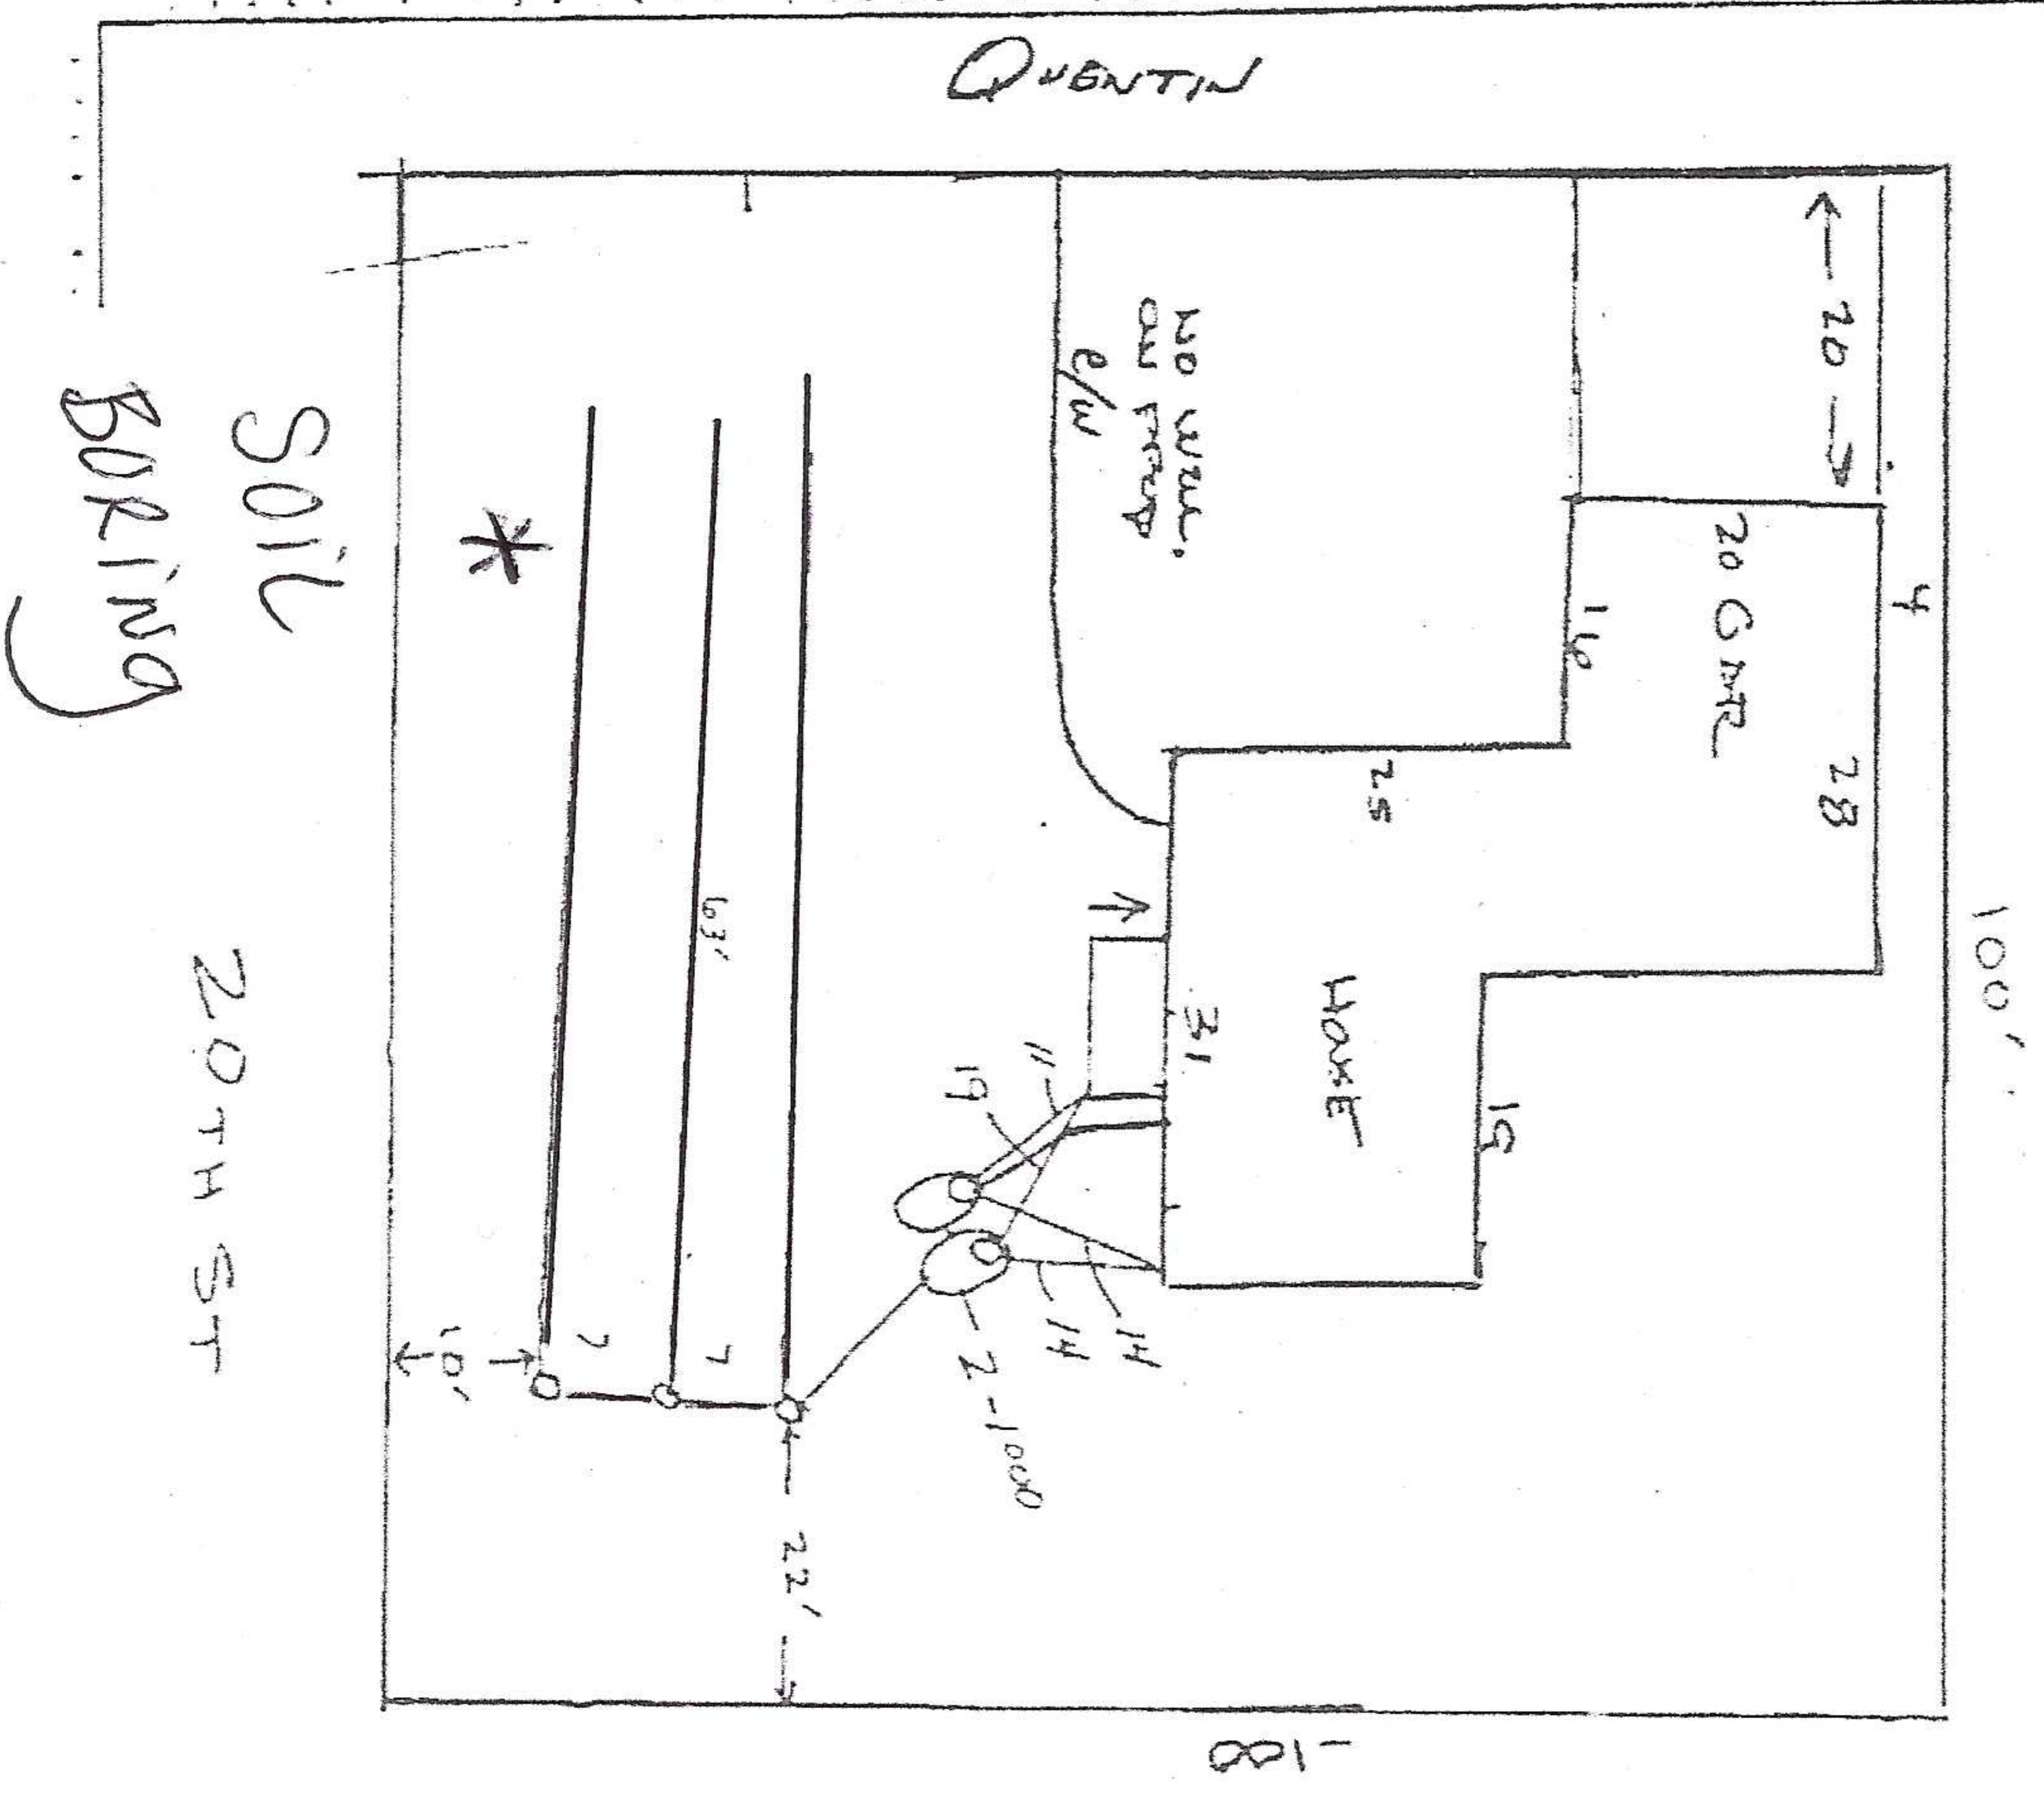 QUENTIN
← 20 →
4
100'
20 GAR
28
16
NO WELL
ON PROP
e/w
25
HOUSE
19
31
11
19
14
14
2-1000
63'
7
7
10'
22'
100
*
SOIL
BORING
20TH ST